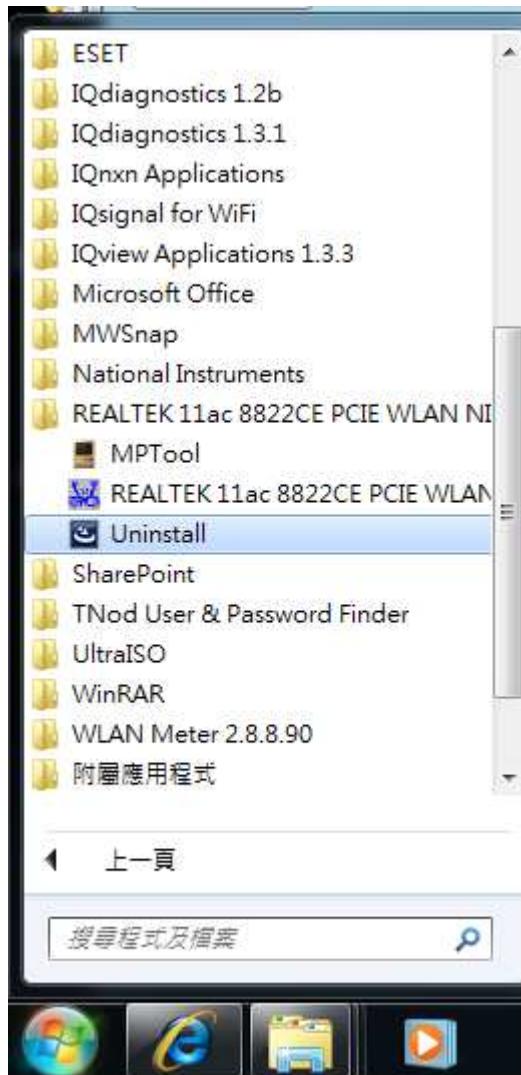 ESET
IQdiagnostics 1.2b
IQdiagnostics 1.3.1
IQnxn Applications
IQsignal for WiFi
IQview Applications 1.3.3
Microsoft Office
MWSnap
National Instruments
REALTEK 11ac 8822CE PCIE WLAN NI
MPTool
REALTEK 11ac 8822CE PCIE WLAN
Uninstall
SharePoint
TNod User & Password Finder
UltraISO
WinRAR
WLAN Meter 2.8.8.90
附屬應用程式
上一頁
搜尋程式及檔案